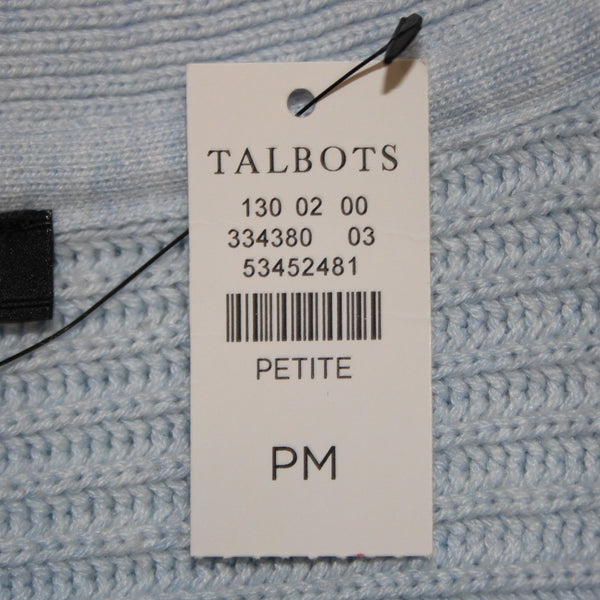 TALBOTS
130 02 00
334380 03
53452481
PETITE
PM